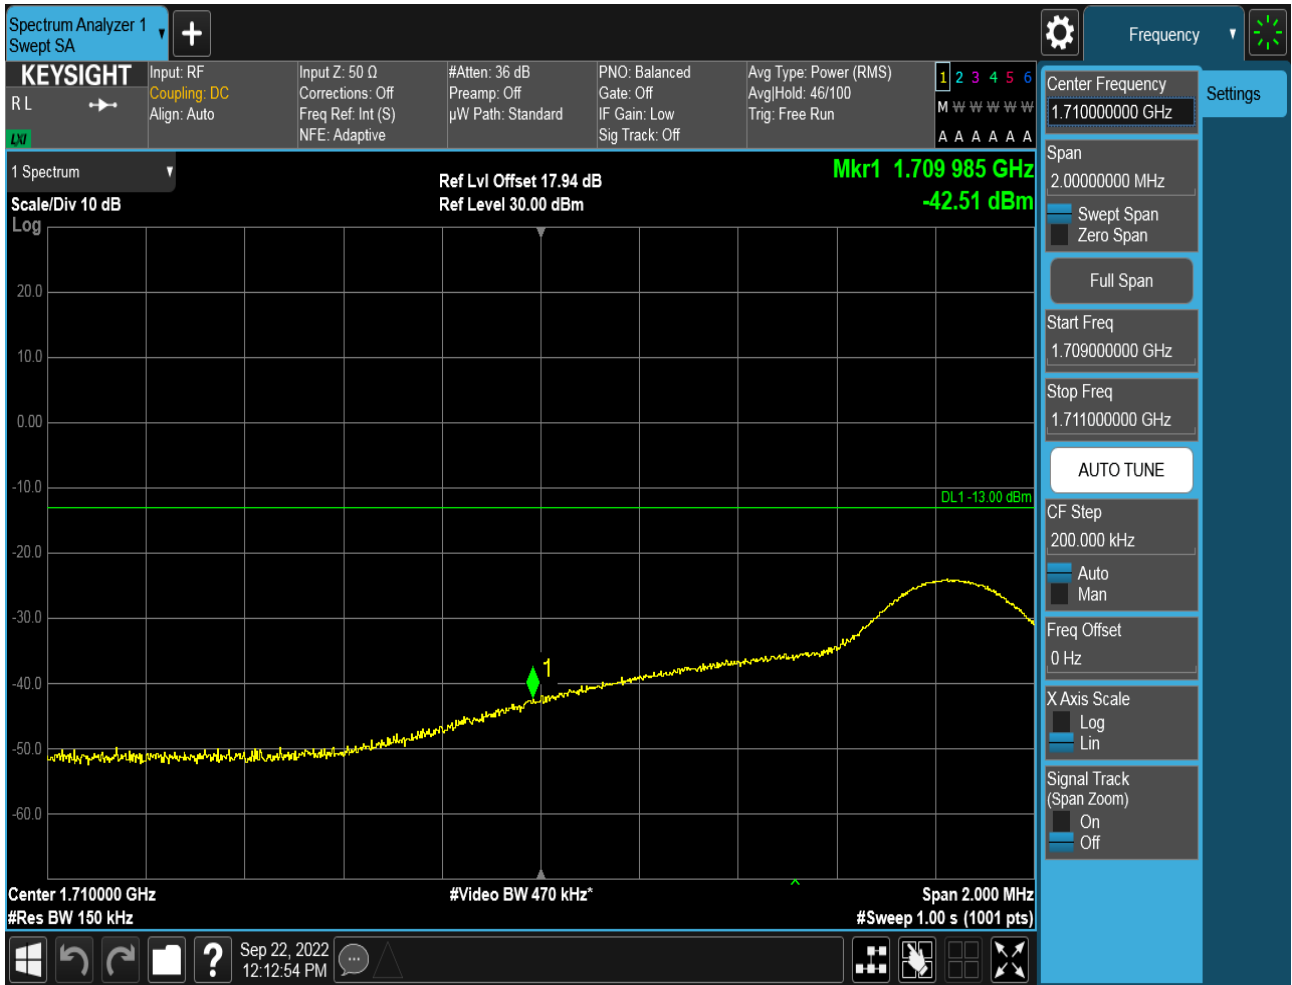 Spectrum Analyzer 1
Swept SA
Frequency
KEYSIGHT
R L
LXI
Input: RF
Coupling: DC
Align: Auto
Input Z: 50 Ω
Corrections: Off
Freq Ref: Int (S)
NFE: Adaptive
#Atten: 36 dB
Preamp: Off
µW Path: Standard
PNO: Balanced
Gate: Off
IF Gain: Low
Sig Track: Off
Avg Type: Power (RMS)
Avg|Hold: 46/100
Trig: Free Run
1 2 3 4 5 6
M W W W W W
A A A A A A
1 Spectrum
Scale/Div 10 dB
Log
Ref Lvl Offset 17.94 dB
Ref Level 30.00 dBm
Mkr1 1.709 985 GHz
-42.51 dBm
20.0
10.0
0.00
-10.0
DL1 -13.00 dBm
-20.0
-30.0
1
-40.0
-50.0
-60.0
Center 1.710000 GHz
#Res BW 150 kHz
#Video BW 470 kHz*
Span 2.000 MHz
#Sweep 1.00 s (1001 pts)
Center Frequency
1.710000000 GHz
Settings
Span
2.00000000 MHz
Swept Span
Zero Span
Full Span
Start Freq
1.709000000 GHz
Stop Freq
1.711000000 GHz
AUTO TUNE
CF Step
200.000 kHz
Auto
Man
Freq Offset
0 Hz
X Axis Scale
Log
Lin
Signal Track
(Span Zoom)
On
Off
?
Sep 22, 2022
12:12:54 PM